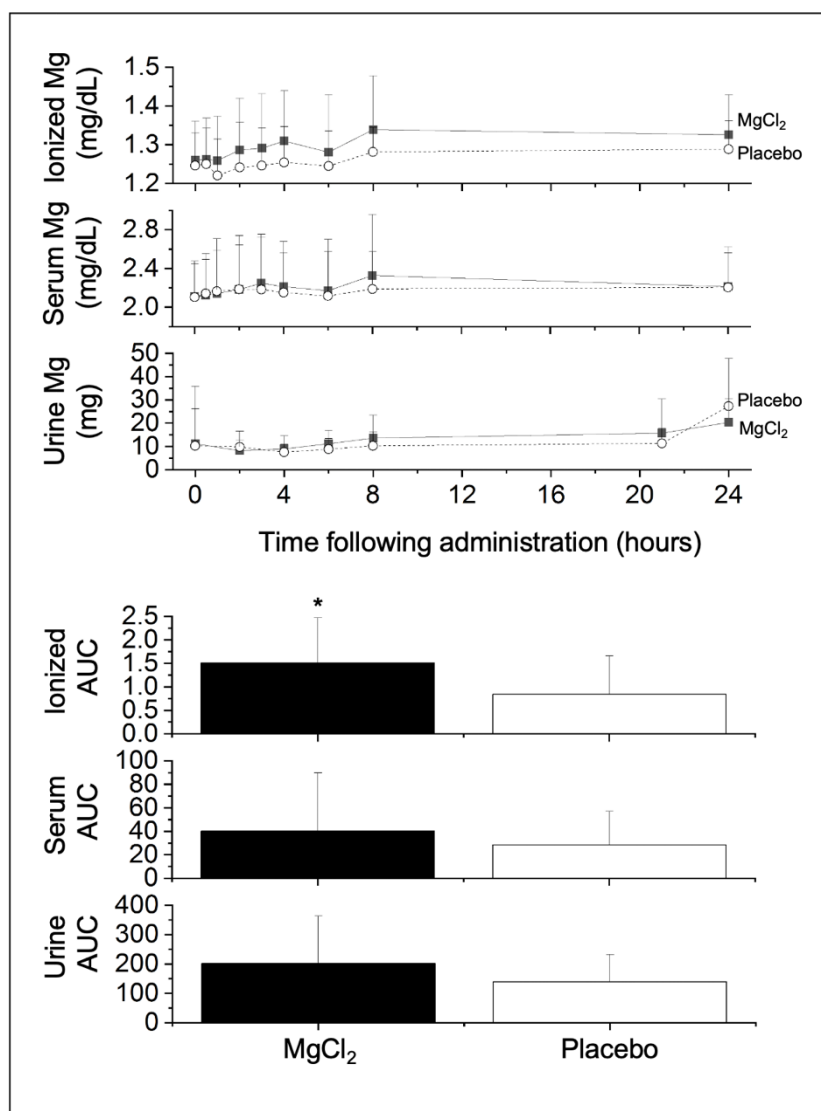 Ionized Mg
(mg/dL)
1.5
1.4
1.3
1.2
MgCl₂
Placebo
Serum Mg
(mg/dL)
2.8
2.4
2.0
Urine Mg
(mg)
50
40
30
20
10
0
Placebo
MgCl₂
0 4 8 12 16 20 24
Time following administration (hours)
Ionized
AUC
2.5
2.0
1.5
1.0
0.5
0.0
*
Serum
AUC
100
80
60
40
20
0
Urine
AUC
400
300
200
100
0
MgCl₂ Placebo